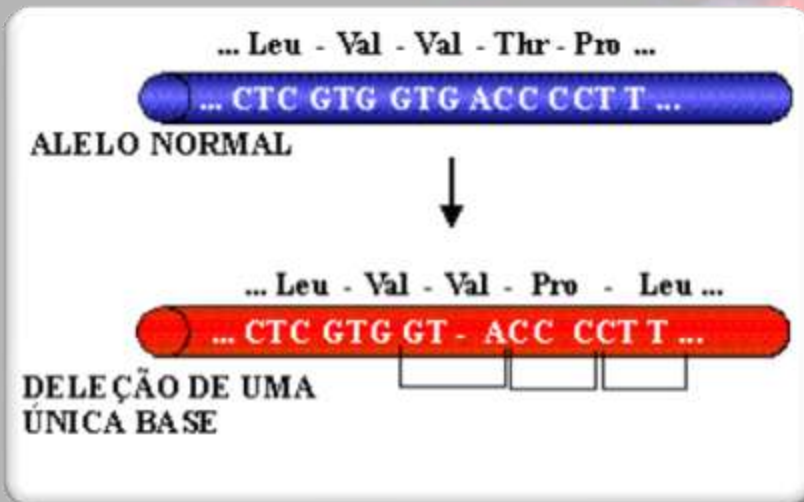 ... Leu - Val - Val - Thr - Pro ...
... CTC GTG GTG ACC CCT T ...
ALELO NORMAL
... Leu - Val - Val - Pro - Leu ...
... CTC GTG GT - ACC CCT T ...
DELEÇÃO DE UMA
ÚNICA BASE